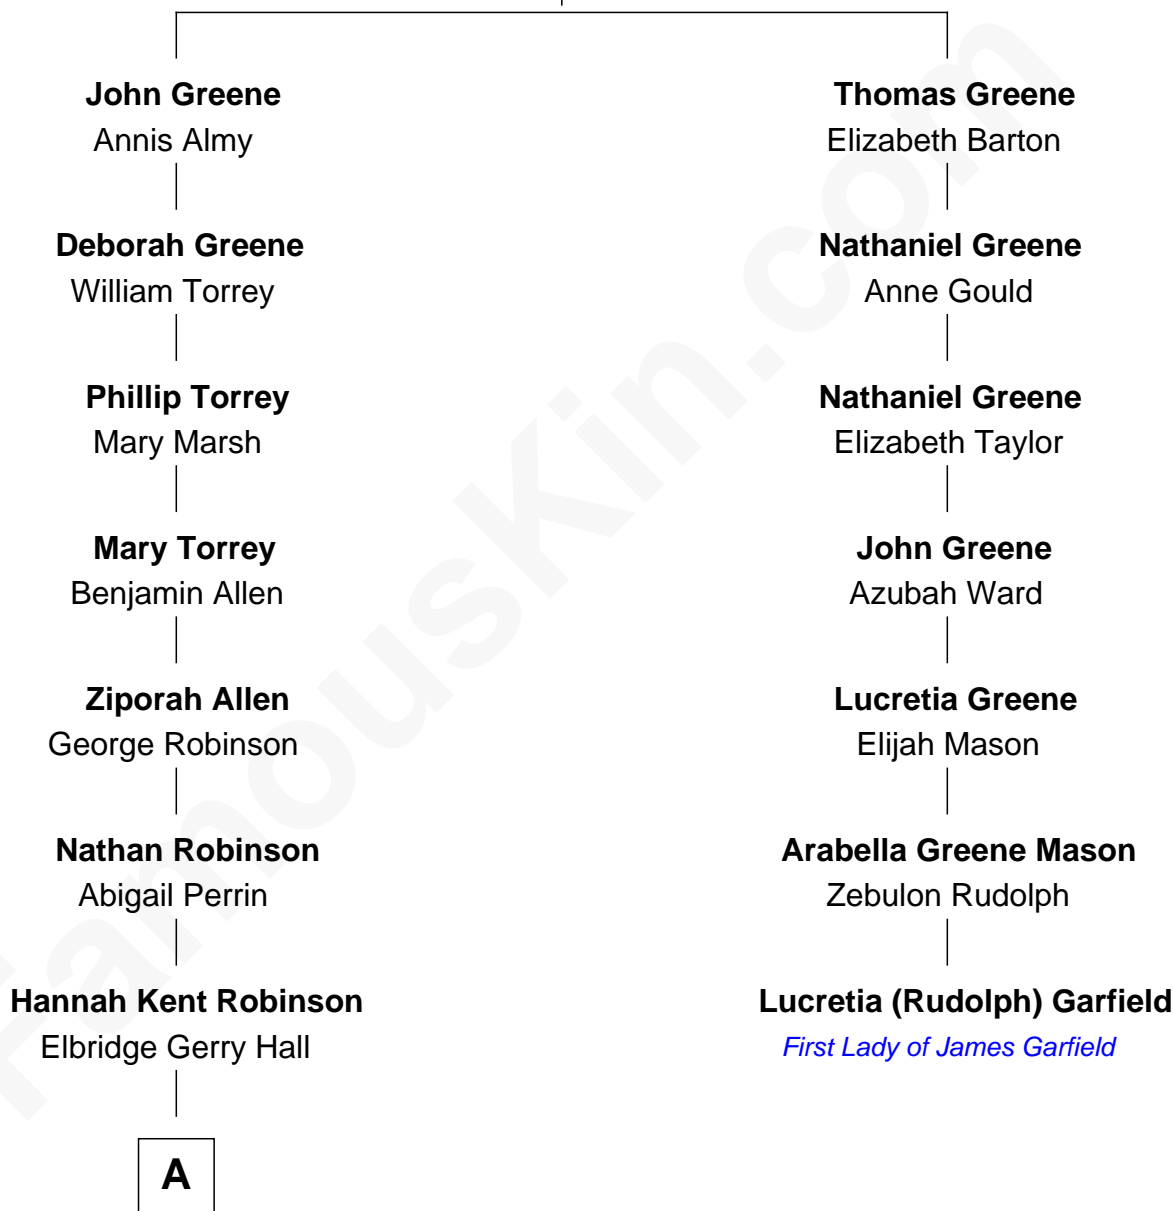 John Greene
Annis Almy
Deborah Greene
William Torrey
Phillip Torrey
Mary Marsh
Mary Torrey
Benjamin Allen
Ziporah Allen
George Robinson
Nathan Robinson
Abigail Perrin
Hannah Kent Robinson
Elbridge Gerry Hall
A
Thomas Greene
Elizabeth Barton
Nathaniel Greene
Anne Gould
Nathaniel Greene
Elizabeth Taylor
John Greene
Azubah Ward
Lucretia Greene
Elijah Mason
Arabella Greene Mason
Zebulon Rudolph
Lucretia (Rudolph) Garfield
First Lady of James Garfield
FamousKin.com